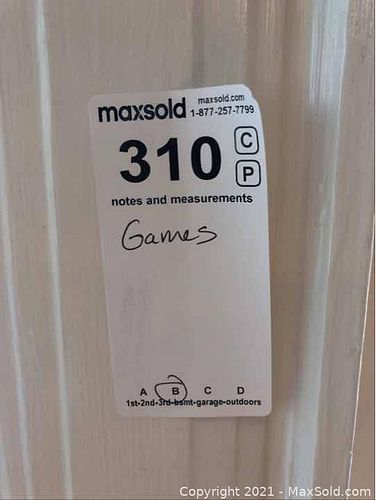 maxsold maxsold.com
1-877-257-7799
310 C
P
notes and measurements
Games
A B C D
1st-2nd-3rd-bsmt-garage-outdoors
Copyright © 2021 - MaxSold.com